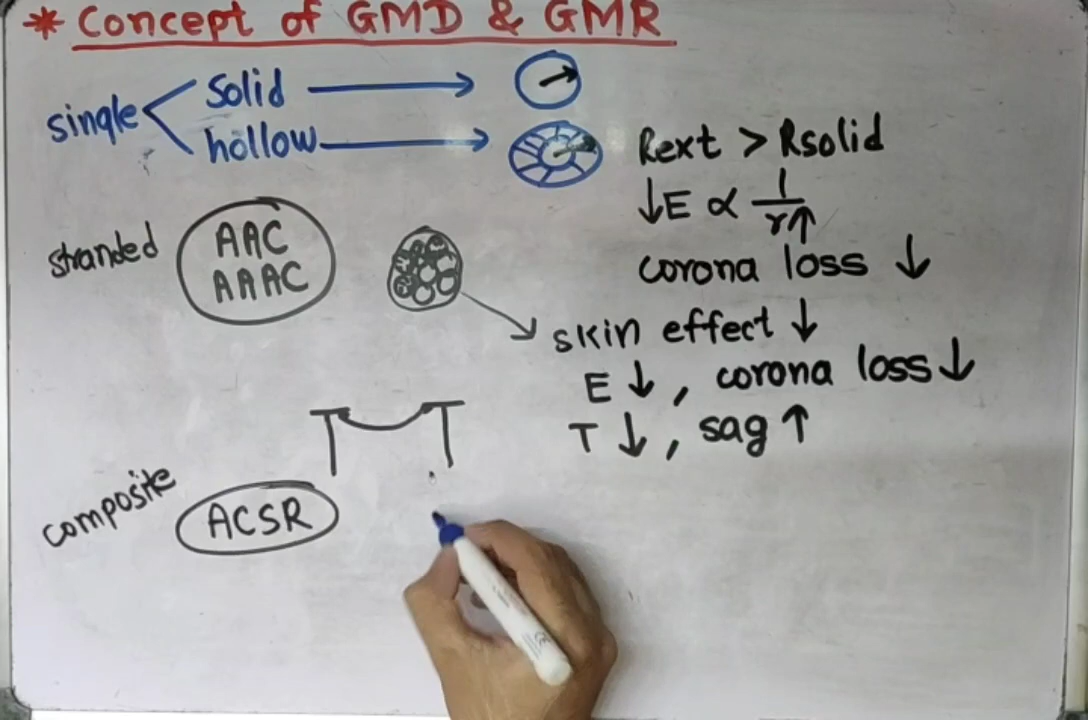 * Concept of GMD & GMR
single
solid
hollow
Rext > Rsolid
↓E ∝ 1/r↑
corona loss ↓
stranded
AAC
AAAC
skin effect ↓
E ↓, corona loss ↓
T ↓, sag ↑
composite
ACSR